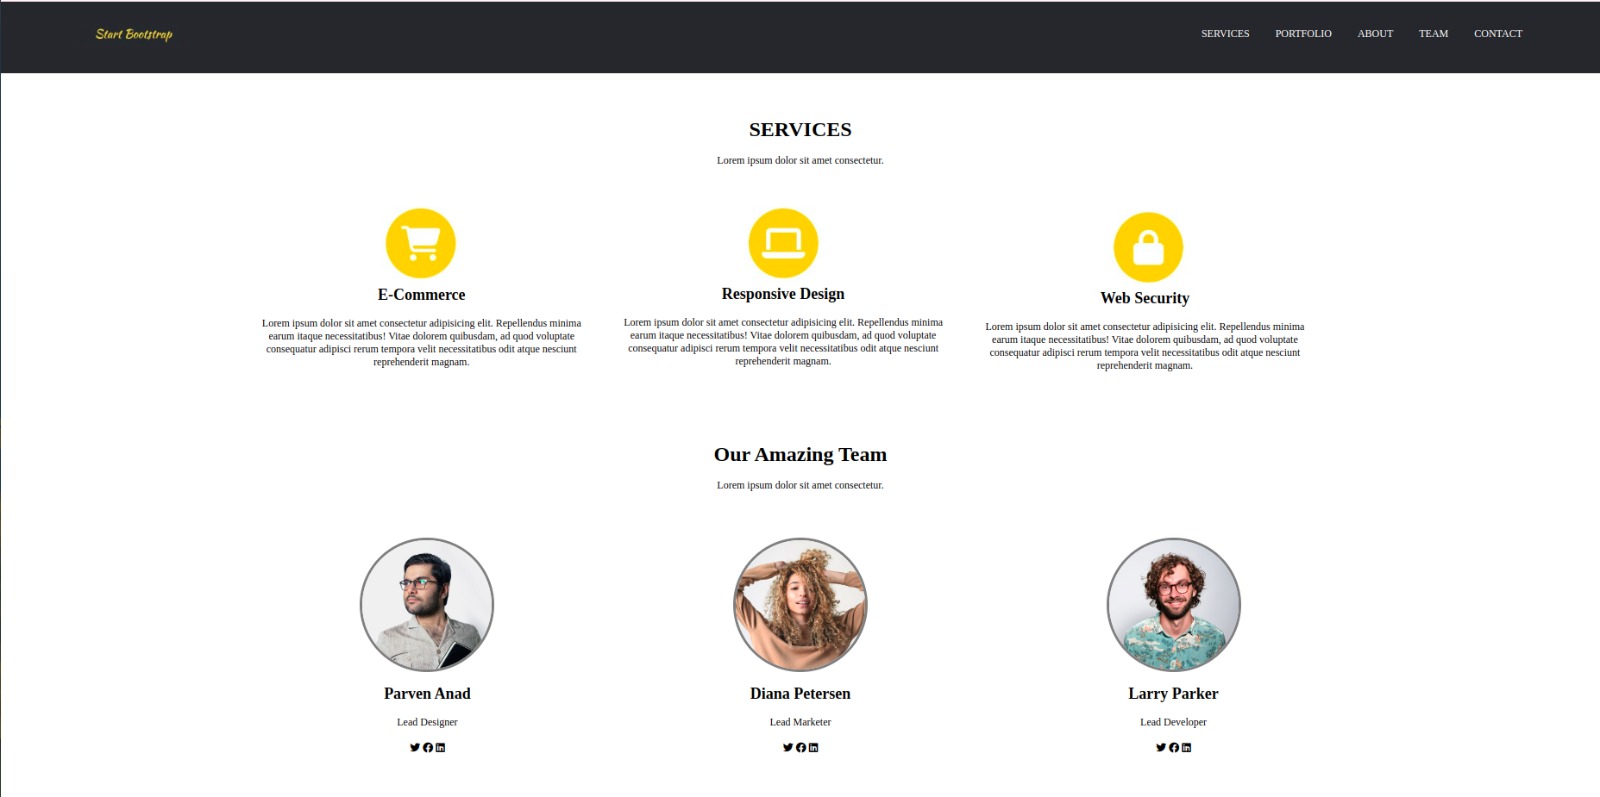 Start Bootstrap
SERVICES PORTFOLIO ABOUT TEAM CONTACT
SERVICES
Lorem ipsum dolor sit amet consectetur.
E-Commerce
Lorem ipsum dolor sit amet consectetur adipisicing elit. Repellendus minima
earum itaque necessitatibus! Vitae dolorem quibusdam, ad quod voluptate
consequatur adipisci rerum tempora velit necessitatibus odit atque nesciunt
reprehenderit magnam.
Responsive Design
Lorem ipsum dolor sit amet consectetur adipisicing elit. Repellendus minima
earum itaque necessitatibus! Vitae dolorem quibusdam, ad quod voluptate
consequatur adipisci rerum tempora velit necessitatibus odit atque nesciunt
reprehenderit magnam.
Web Security
Lorem ipsum dolor sit amet consectetur adipisicing elit. Repellendus minima
earum itaque necessitatibus! Vitae dolorem quibusdam, ad quod voluptate
consequatur adipisci rerum tempora velit necessitatibus odit atque nesciunt
reprehenderit magnam.
Our Amazing Team
Lorem ipsum dolor sit amet consectetur.
Parven Anad
Lead Designer
Diana Petersen
Lead Marketer
Larry Parker
Lead Developer